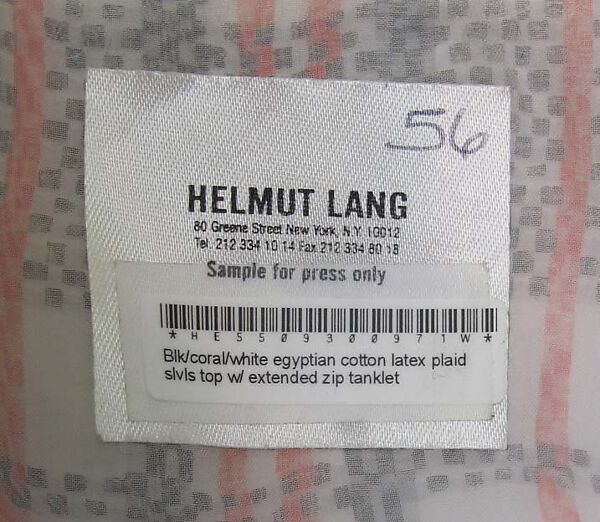 56
HELMUT LANG
80 Greene Street New York, N.Y. 10012
Tel. 212 334 10 14 Fax 212 334 80 18
Sample for press only
*HE5509300971W*
Blk/coral/white egyptian cotton latex plaid
slvls top w/ extended zip tanklet